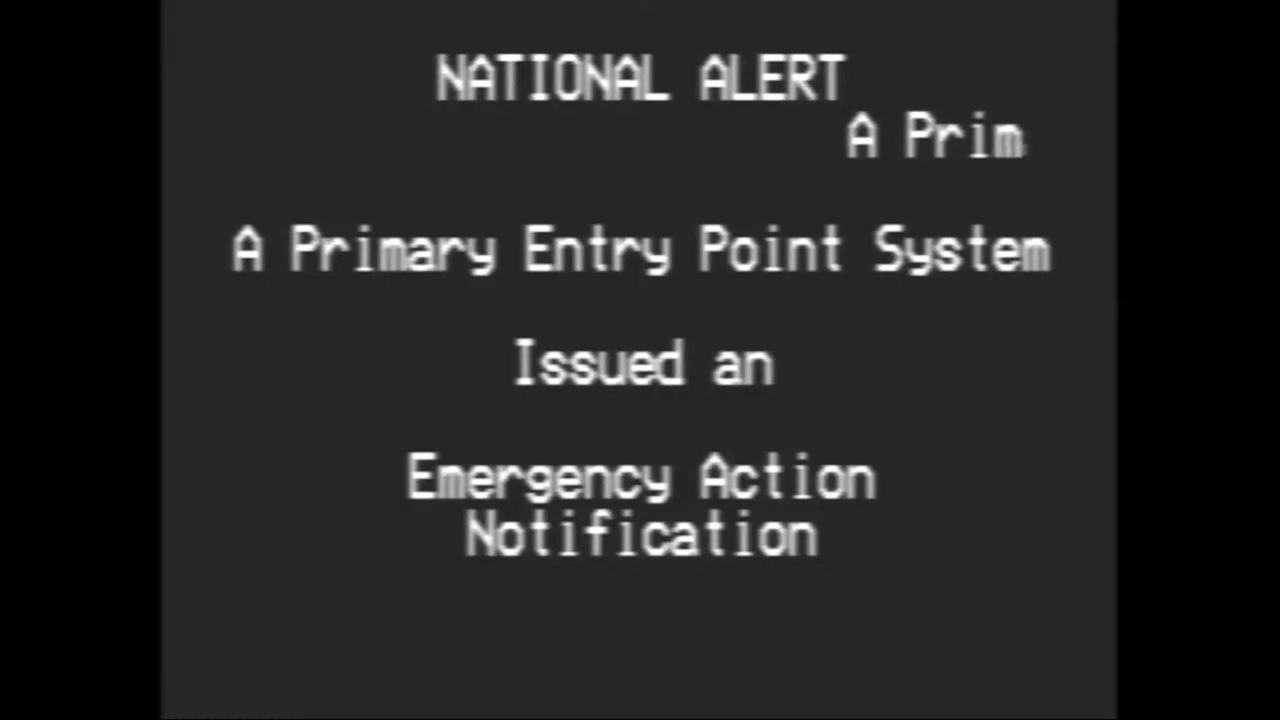 NATIONAL ALERT
A Prim
A Primary Entry Point System
Issued an
Emergency Action
Notification